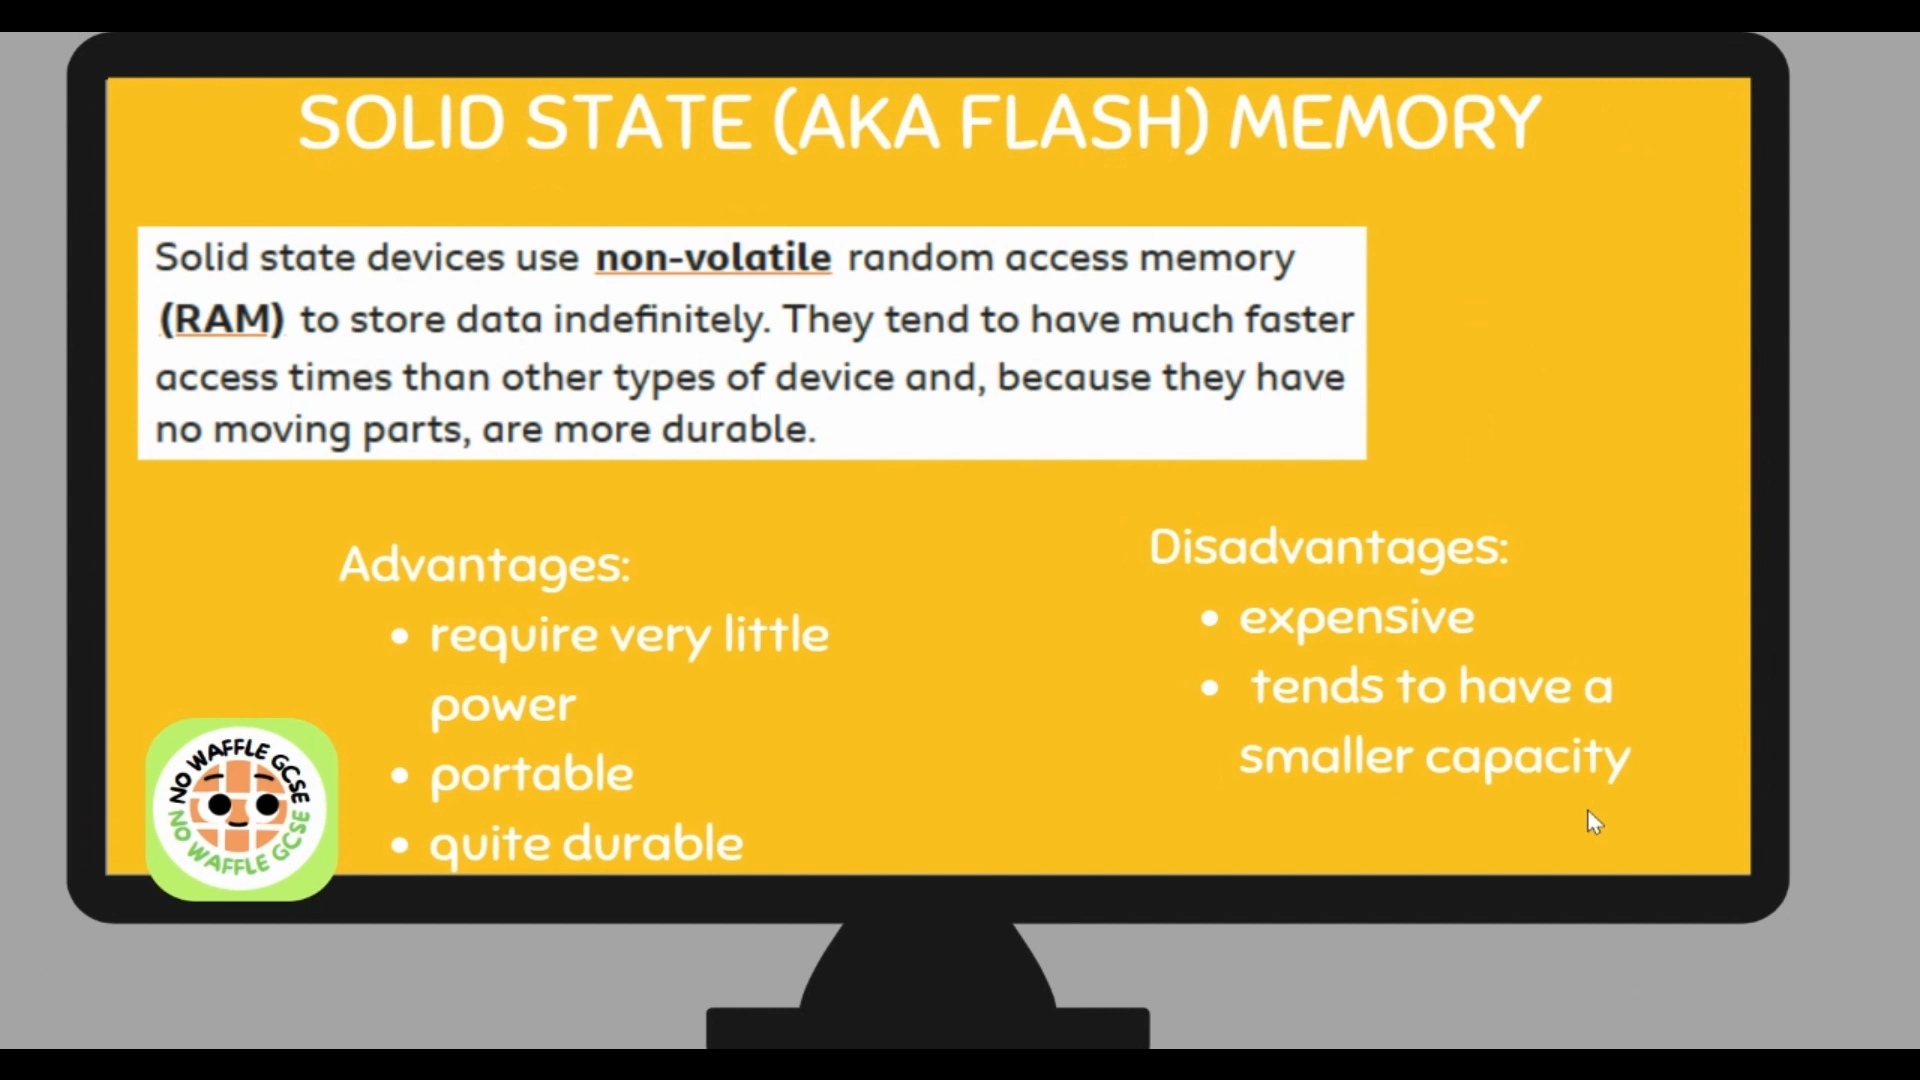 SOLID STATE (AKA FLASH) MEMORY
Solid state devices use non-volatile random access memory
(RAM) to store data indefinitely. They tend to have much faster
access times than other types of device and, because they have
no moving parts, are more durable.
Advantages:
• require very little
power
• portable
• quite durable
Disadvantages:
• expensive
• tends to have a
smaller capacity
NO WAFFLE GCSE
NO WAFFLE GCSE